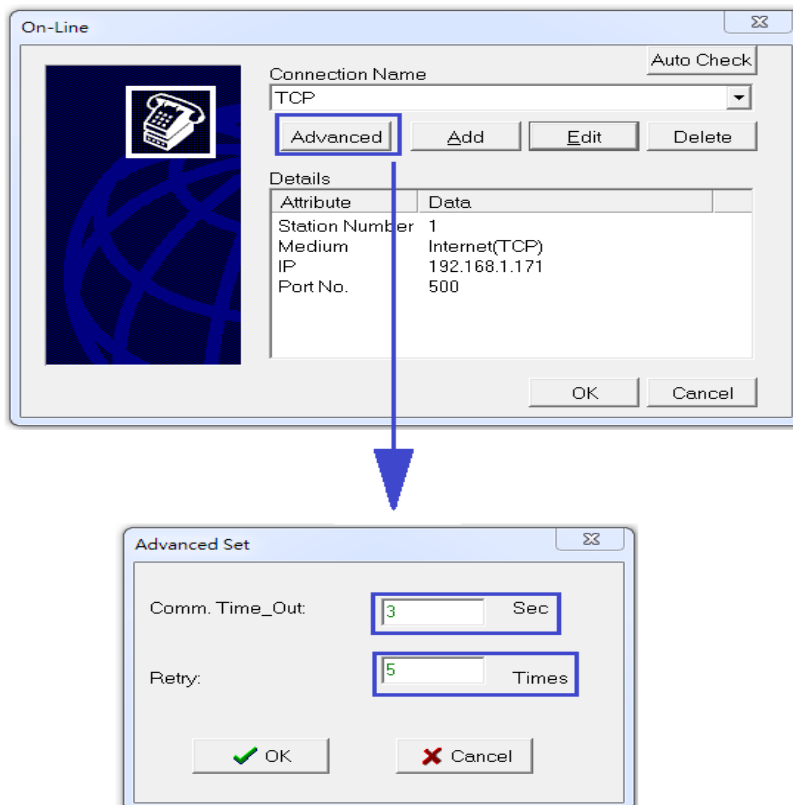 On-Line
Auto Check
Connection Name
TCP
Advanced Add Edit Delete
Details
Attribute Data
Station Number 1
Medium Internet(TCP)
IP 192.168.1.171
Port No. 500
OK Cancel
Advanced Set
Comm. Time_Out: 3 Sec
Retry: 5 Times
OK Cancel